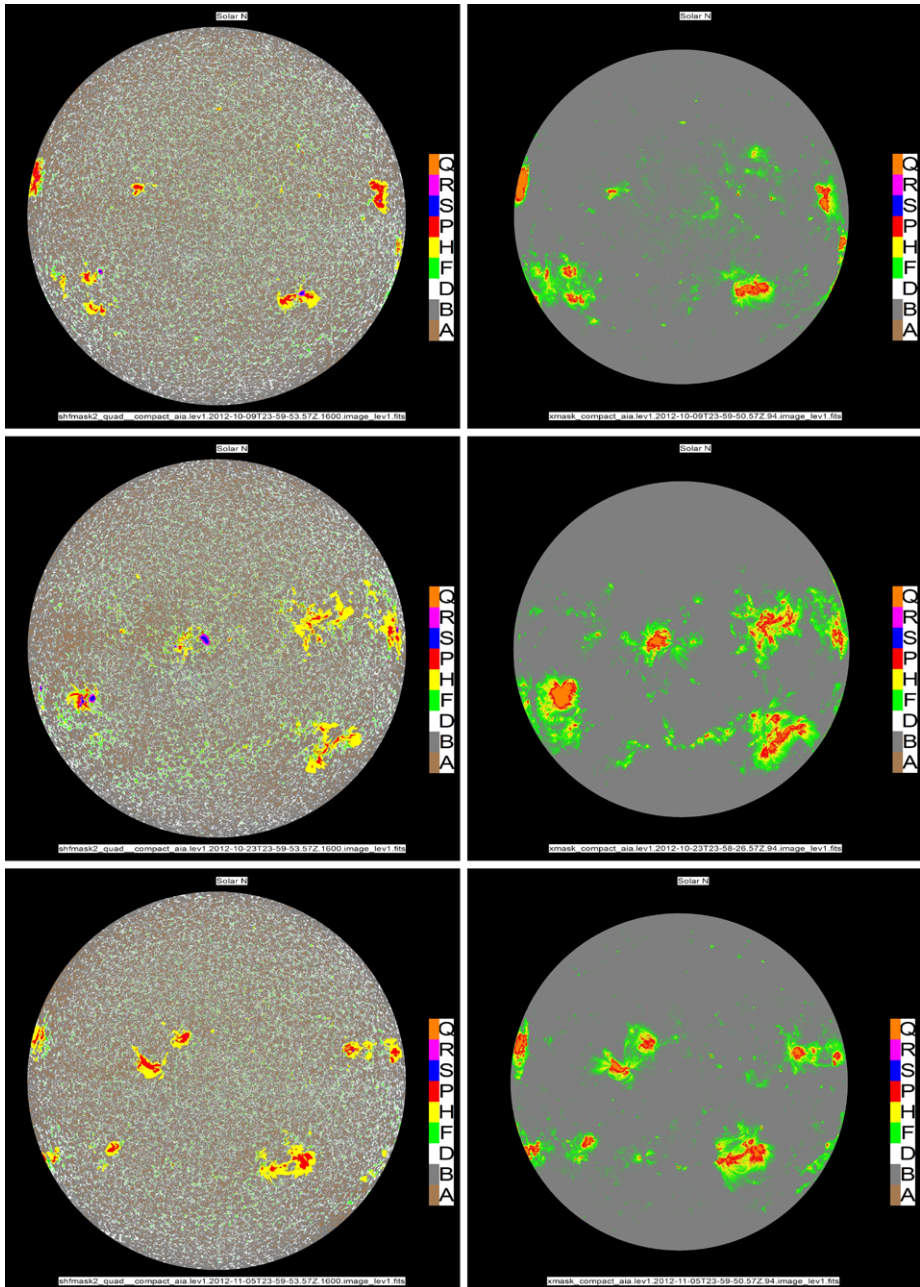 Solar N
Q
R
S
P
H
F
D
B
A
shfmask2_quad__compact_aia.lev1.2012-10-09T23-59-53.57Z.1600.image_lev1.fits
Solar N
Q
R
S
P
H
F
D
B
A
xmask_compact_aia.lev1.2012-10-09T23-59-50.57Z.94.image_lev1.fits
Solar N
Q
R
S
P
H
F
D
B
A
shfmask2_quad__compact_aia.lev1.2012-10-23T23-59-53.57Z.1600.image_lev1.fits
Solar N
Q
R
S
P
H
F
D
B
A
xmask_compact_aia.lev1.2012-10-23T23-58-26.57Z.94.image_lev1.fits
Solar N
Q
R
S
P
H
F
D
B
A
shfmask2_quad__compact_aia.lev1.2012-11-05T23-59-53.57Z.1600.image_lev1.fits
Solar N
Q
R
S
P
H
F
D
B
A
xmask_compact_aia.lev1.2012-11-05T23-59-50.57Z.94.image_lev1.fits